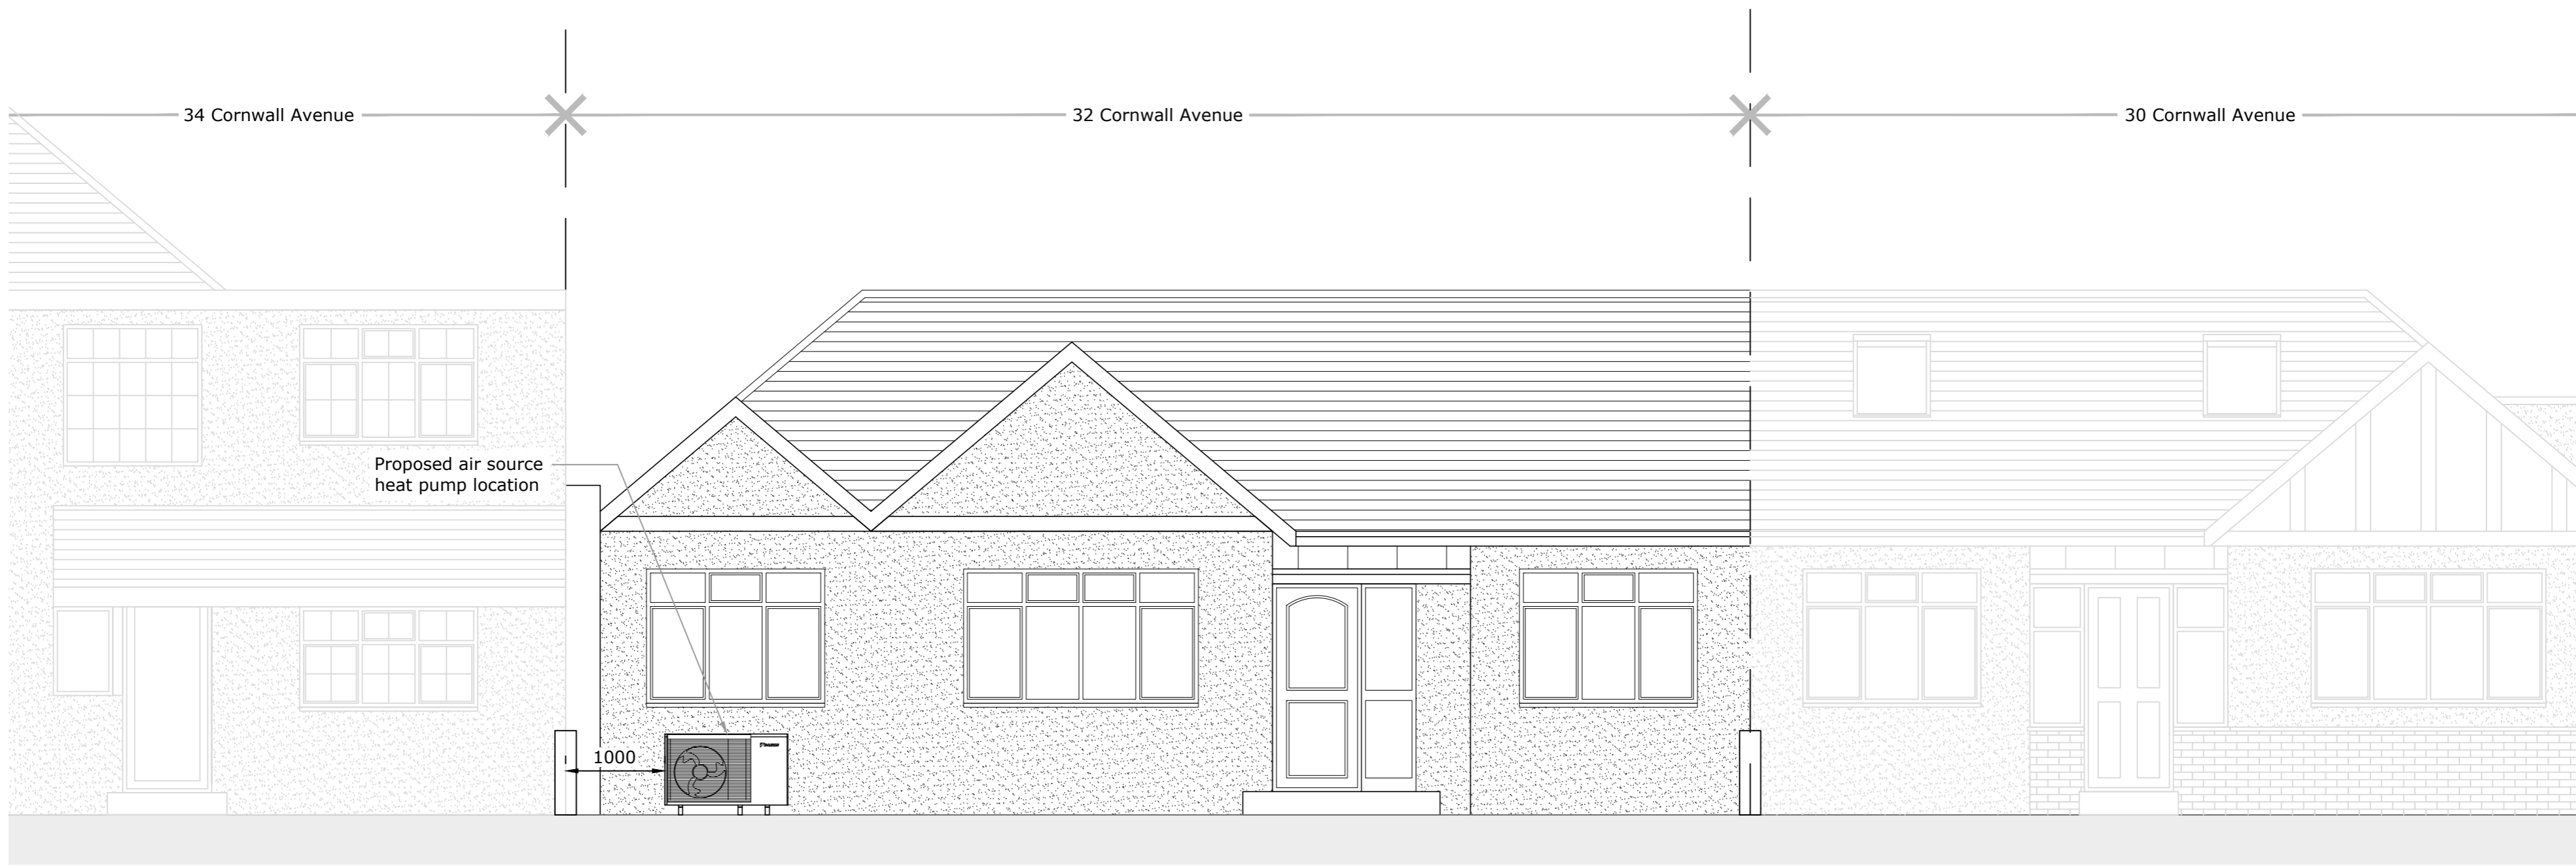 34 Cornwall Avenue
32 Cornwall Avenue
30 Cornwall Avenue
Proposed air source
heat pump location
1000